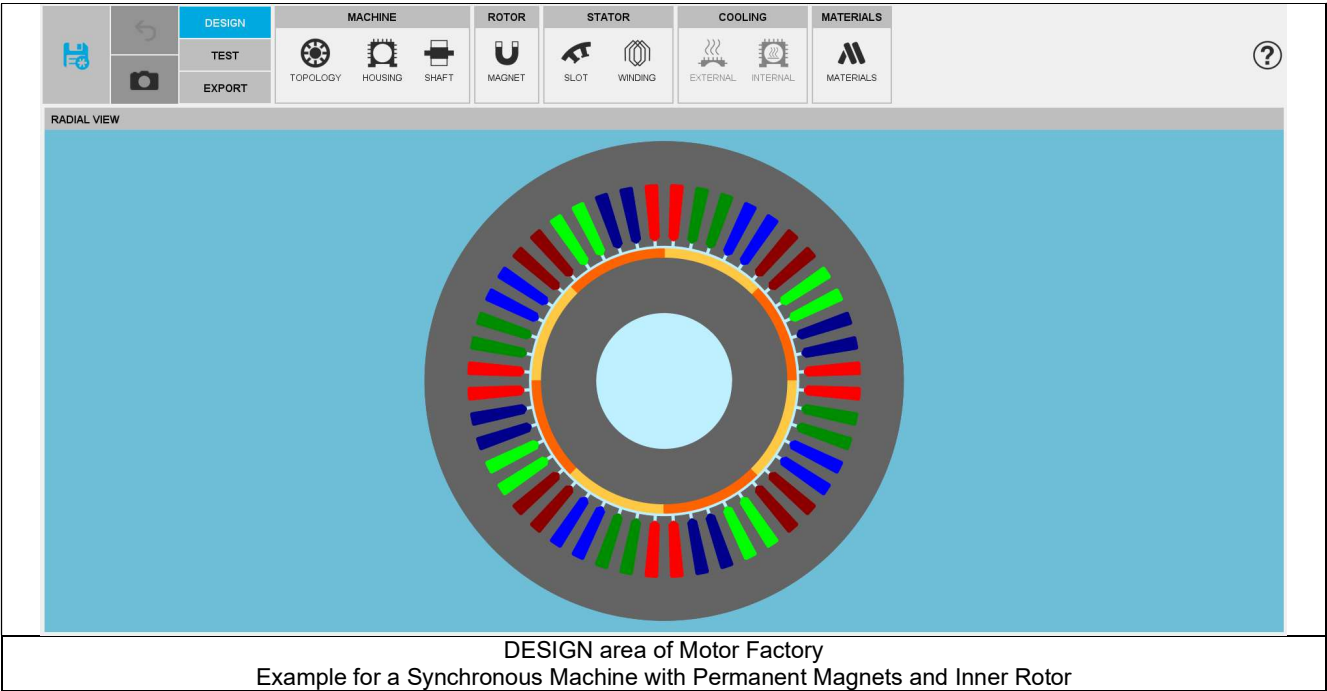 DESIGN
TEST
EXPORT
MACHINE
TOPOLOGY HOUSING SHAFT
ROTOR
MAGNET
STATOR
SLOT WINDING
COOLING
EXTERNAL INTERNAL
MATERIALS
MATERIALS
?
RADIAL VIEW
DESIGN area of Motor Factory
Example for a Synchronous Machine with Permanent Magnets and Inner Rotor